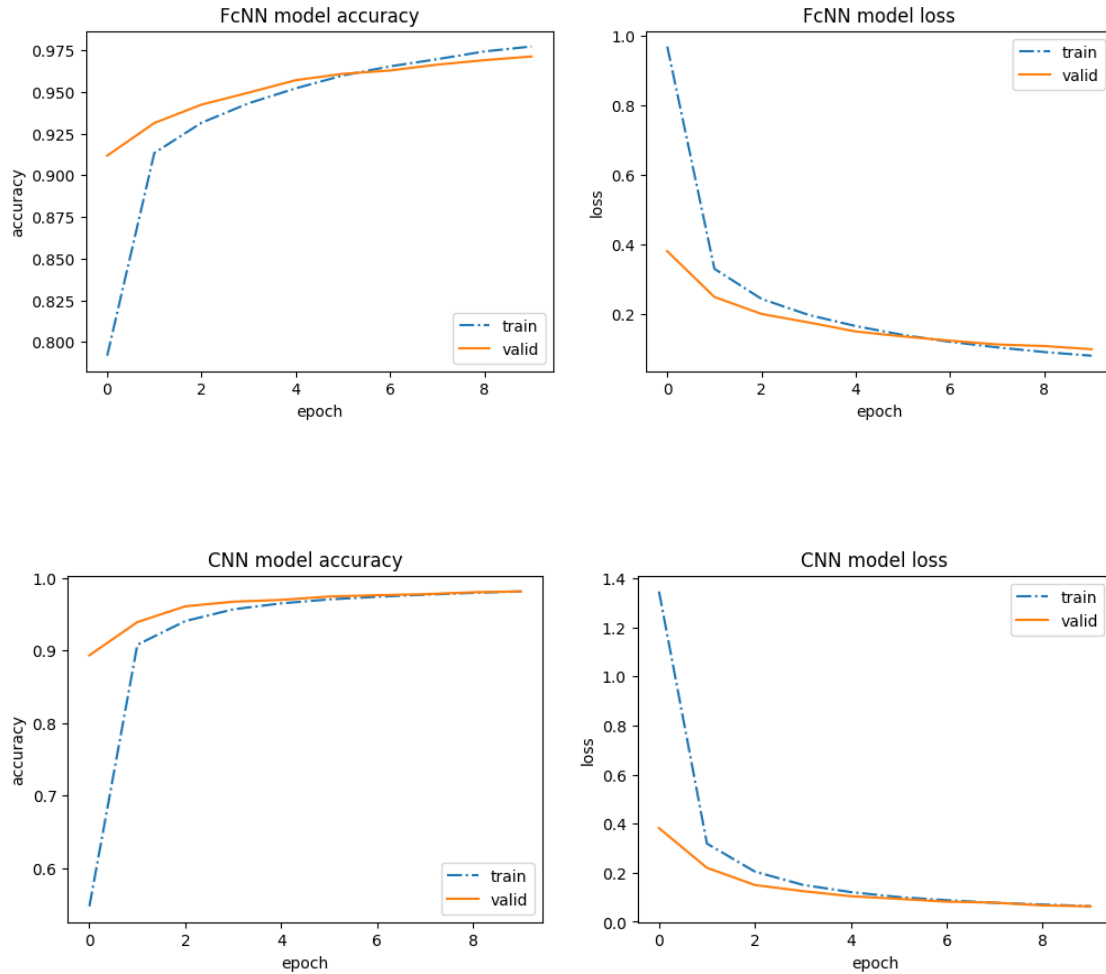 FcNN model accuracy
0.975
0.950
0.925
0.900
0.875
0.850
0.825
0.800
accuracy
train
valid
0 2 4 6 8
epoch
FcNN model loss
1.0
0.8
0.6
0.4
0.2
loss
train
valid
0 2 4 6 8
epoch
CNN model accuracy
1.0
0.9
0.8
0.7
0.6
accuracy
train
valid
0 2 4 6 8
epoch
CNN model loss
1.4
1.2
1.0
0.8
0.6
0.4
0.2
0.0
loss
train
valid
0 2 4 6 8
epoch